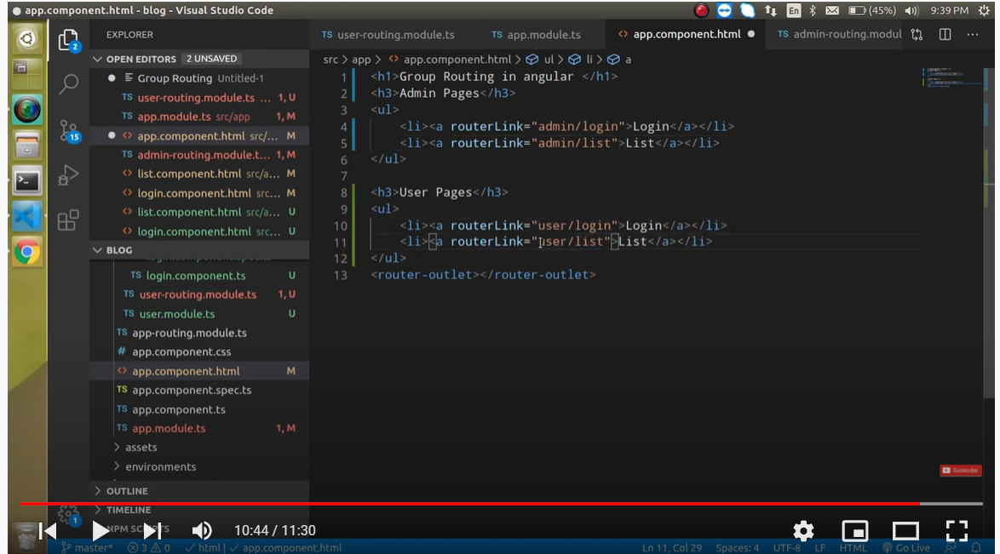 app.component.html - blog - Visual Studio Code
En
(45%)
9:39 PM
EXPLORER
TS user-routing.module.ts
TS app.module.ts
<> app.component.html
TS admin-routing.modul
2
OPEN EDITORS 2 UNSAVED
src > app > <> app.component.html > ul > li > a
Group Routing Untitled-1
TS user-routing.module.ts ... 1, U
TS app.module.ts src/app 1, M
<> app.component.html src/... M
TS admin-routing.module.t... 1, M
<> list.component.html src/a... M
<> login.component.html src... M
<> list.component.html src/a... U
<> login.component.html src... U
15
BLOG
TS login.component.ts U
TS user-routing.module.ts 1, U
TS user.module.ts U
TS app-routing.module.ts
# app.component.css
<> app.component.html M
TS app.component.spec.ts
TS app.component.ts
TS app.module.ts 1, M
> assets
> environments
> OUTLINE
> TIMELINE
NPM SCRIPTS
1 <h1>Group Routing in angular </h1>
2 <h3>Admin Pages</h3>
3 <ul>
4 <li><a routerLink="admin/login">Login</a></li>
5 <li><a routerLink="admin/list">List</a></li>
6 </ul>
7
8 <h3>User Pages</h3>
9 <ul>
10 <li><a routerLink="user/login">Login</a></li>
11 <li><a routerLink="user/list">List</a></li>
12 </ul>
13 <router-outlet></router-outlet>
Subscribe
1
10:44 / 11:30
master* 3 0 html app.component.html
Ln 11, Col 29 Spaces: 4 UTF-8 LF HTML Go Live